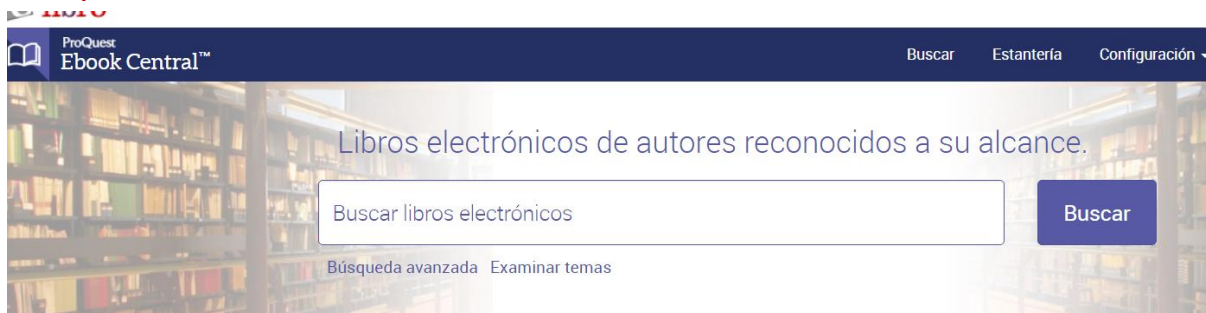 ProQuest
Ebook Central™
Buscar Estantería Configuración
Libros electrónicos de autores reconocidos a su alcance.
Buscar libros electrónicos
Buscar
Búsqueda avanzada Examinar temas